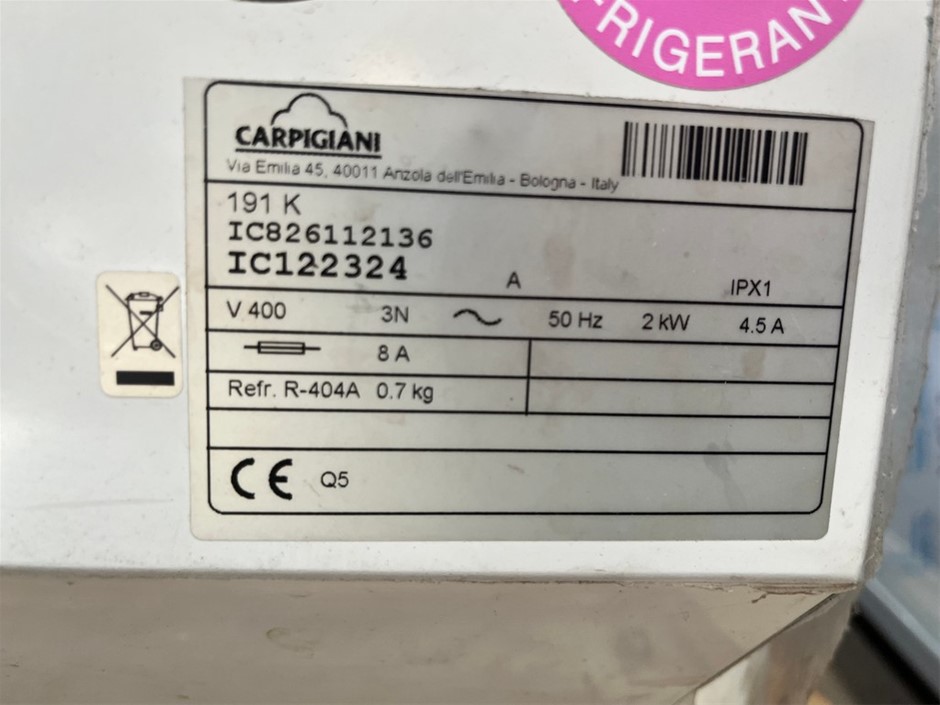 FRIGERAN
CARPIGIANI
Via Emilia 45, 40011 Anzola dell'Emilia - Bologna - Italy
191 K
IC826112136
IC122324
A
IPX1
V 400 3N 50 Hz 2 kW 4.5 A
8 A
Refr. R-404A 0.7 kg
CE Q5